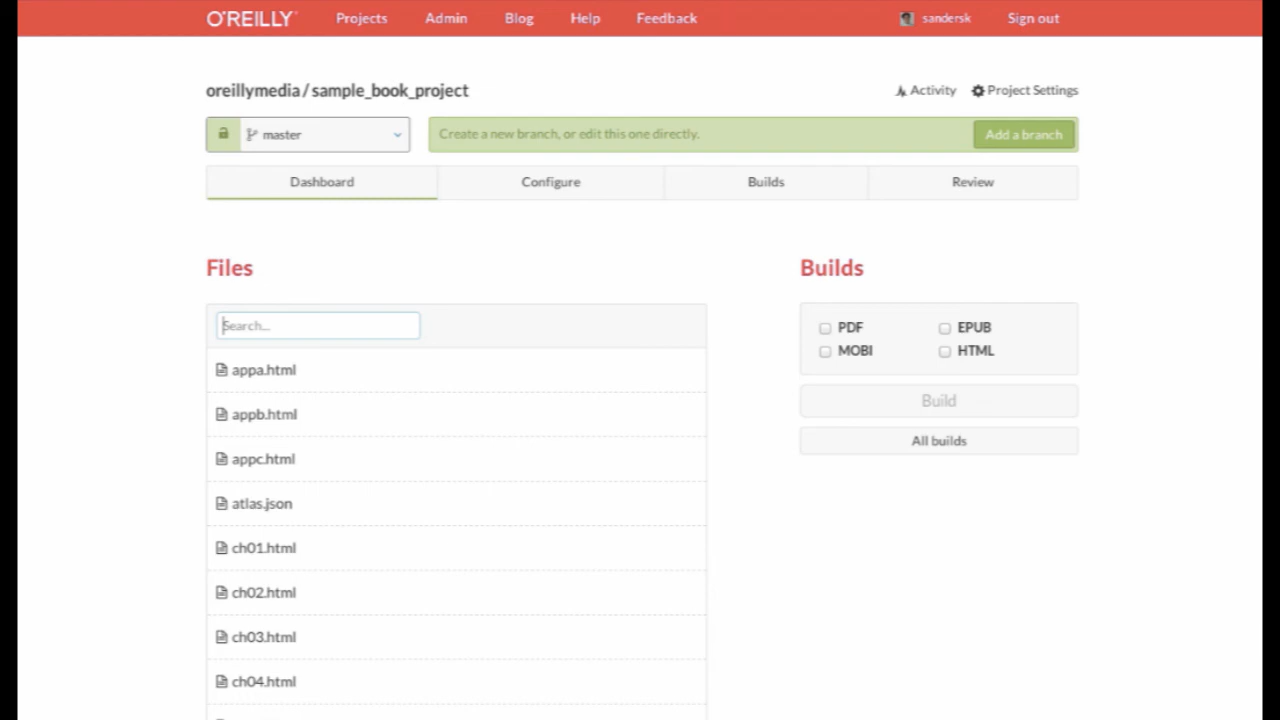 O'REILLY Projects Admin Blog Help Feedback sandersk Sign out
oreillymedia / sample_book_project Activity Project Settings
master Create a new branch, or edit this one directly. Add a branch
Dashboard Configure Builds Review
Files
Search...
appa.html
appb.html
appc.html
atlas.json
ch01.html
ch02.html
ch03.html
ch04.html
Builds
PDF EPUB
MOBI HTML
Build
All builds